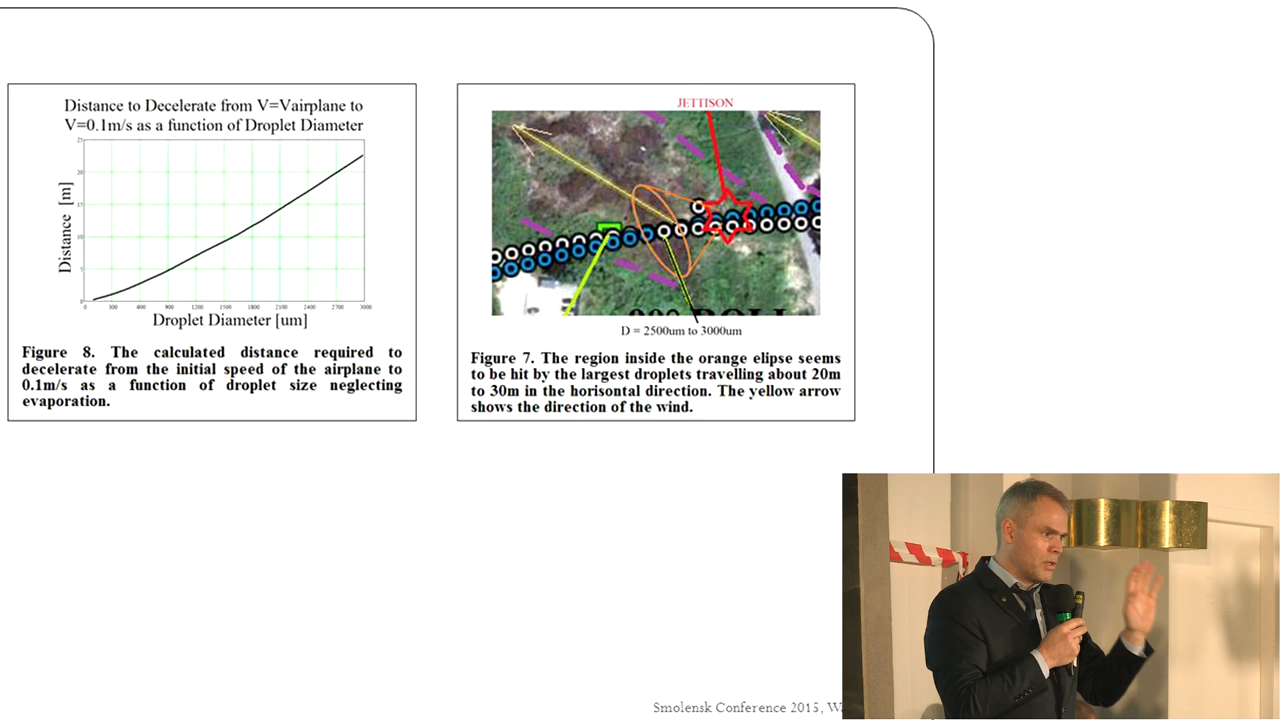 Distance to Decelerate from V=Vairplane to
V=0.1m/s as a function of Droplet Diameter
25
20
15
10
5
0
Distance [m]
0 300 600 900 1200 1500 1800 2100 2400 2700 3000
Droplet Diameter [um]
Figure 8. The calculated distance required to
decelerate from the initial speed of the airplane to
0.1m/s as a function of droplet size neglecting
evaporation.
JETTISON
D = 2500um to 3000um
Figure 7. The region inside the orange elipse seems
to be hit by the largest droplets travelling about 20m
to 30m in the horisontal direction. The yellow arrow
shows the direction of the wind.
Smolensk Conference 2015,